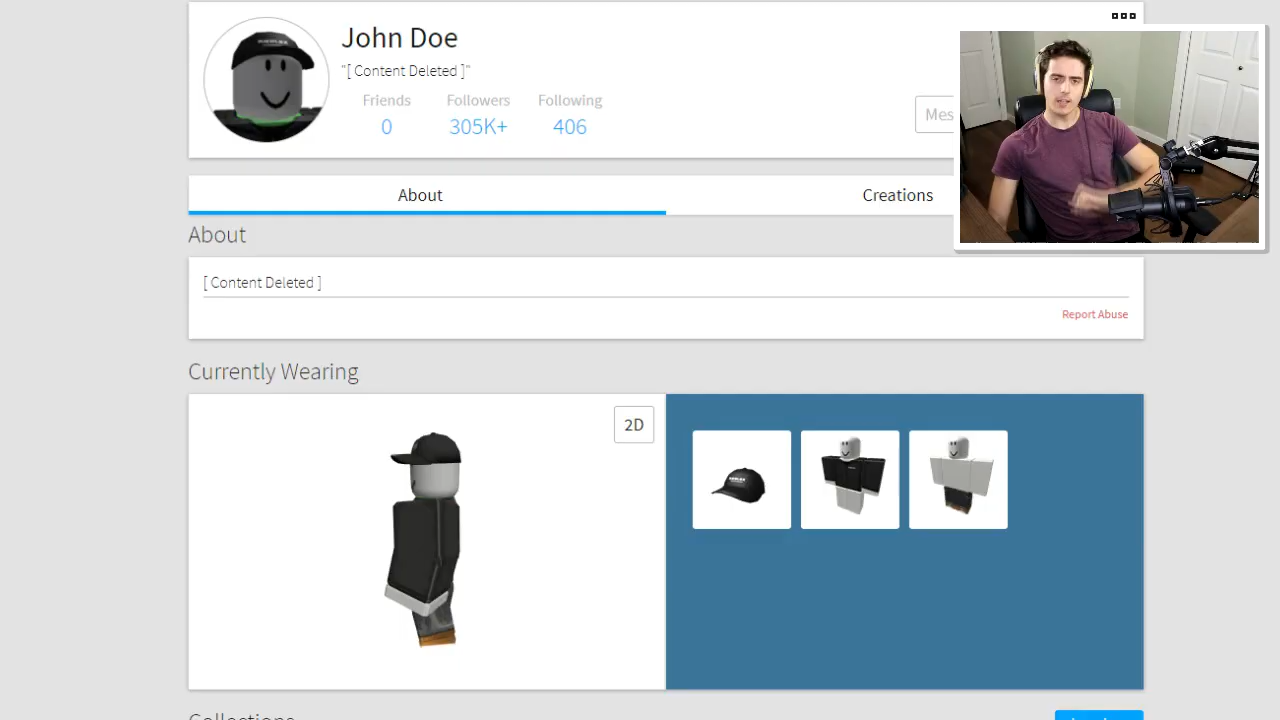 John Doe
"[ Content Deleted ]"
Friends Followers Following
0 305K+ 406
Mes
About Creations
About
[ Content Deleted ]
Report Abuse
Currently Wearing
2D
Collections